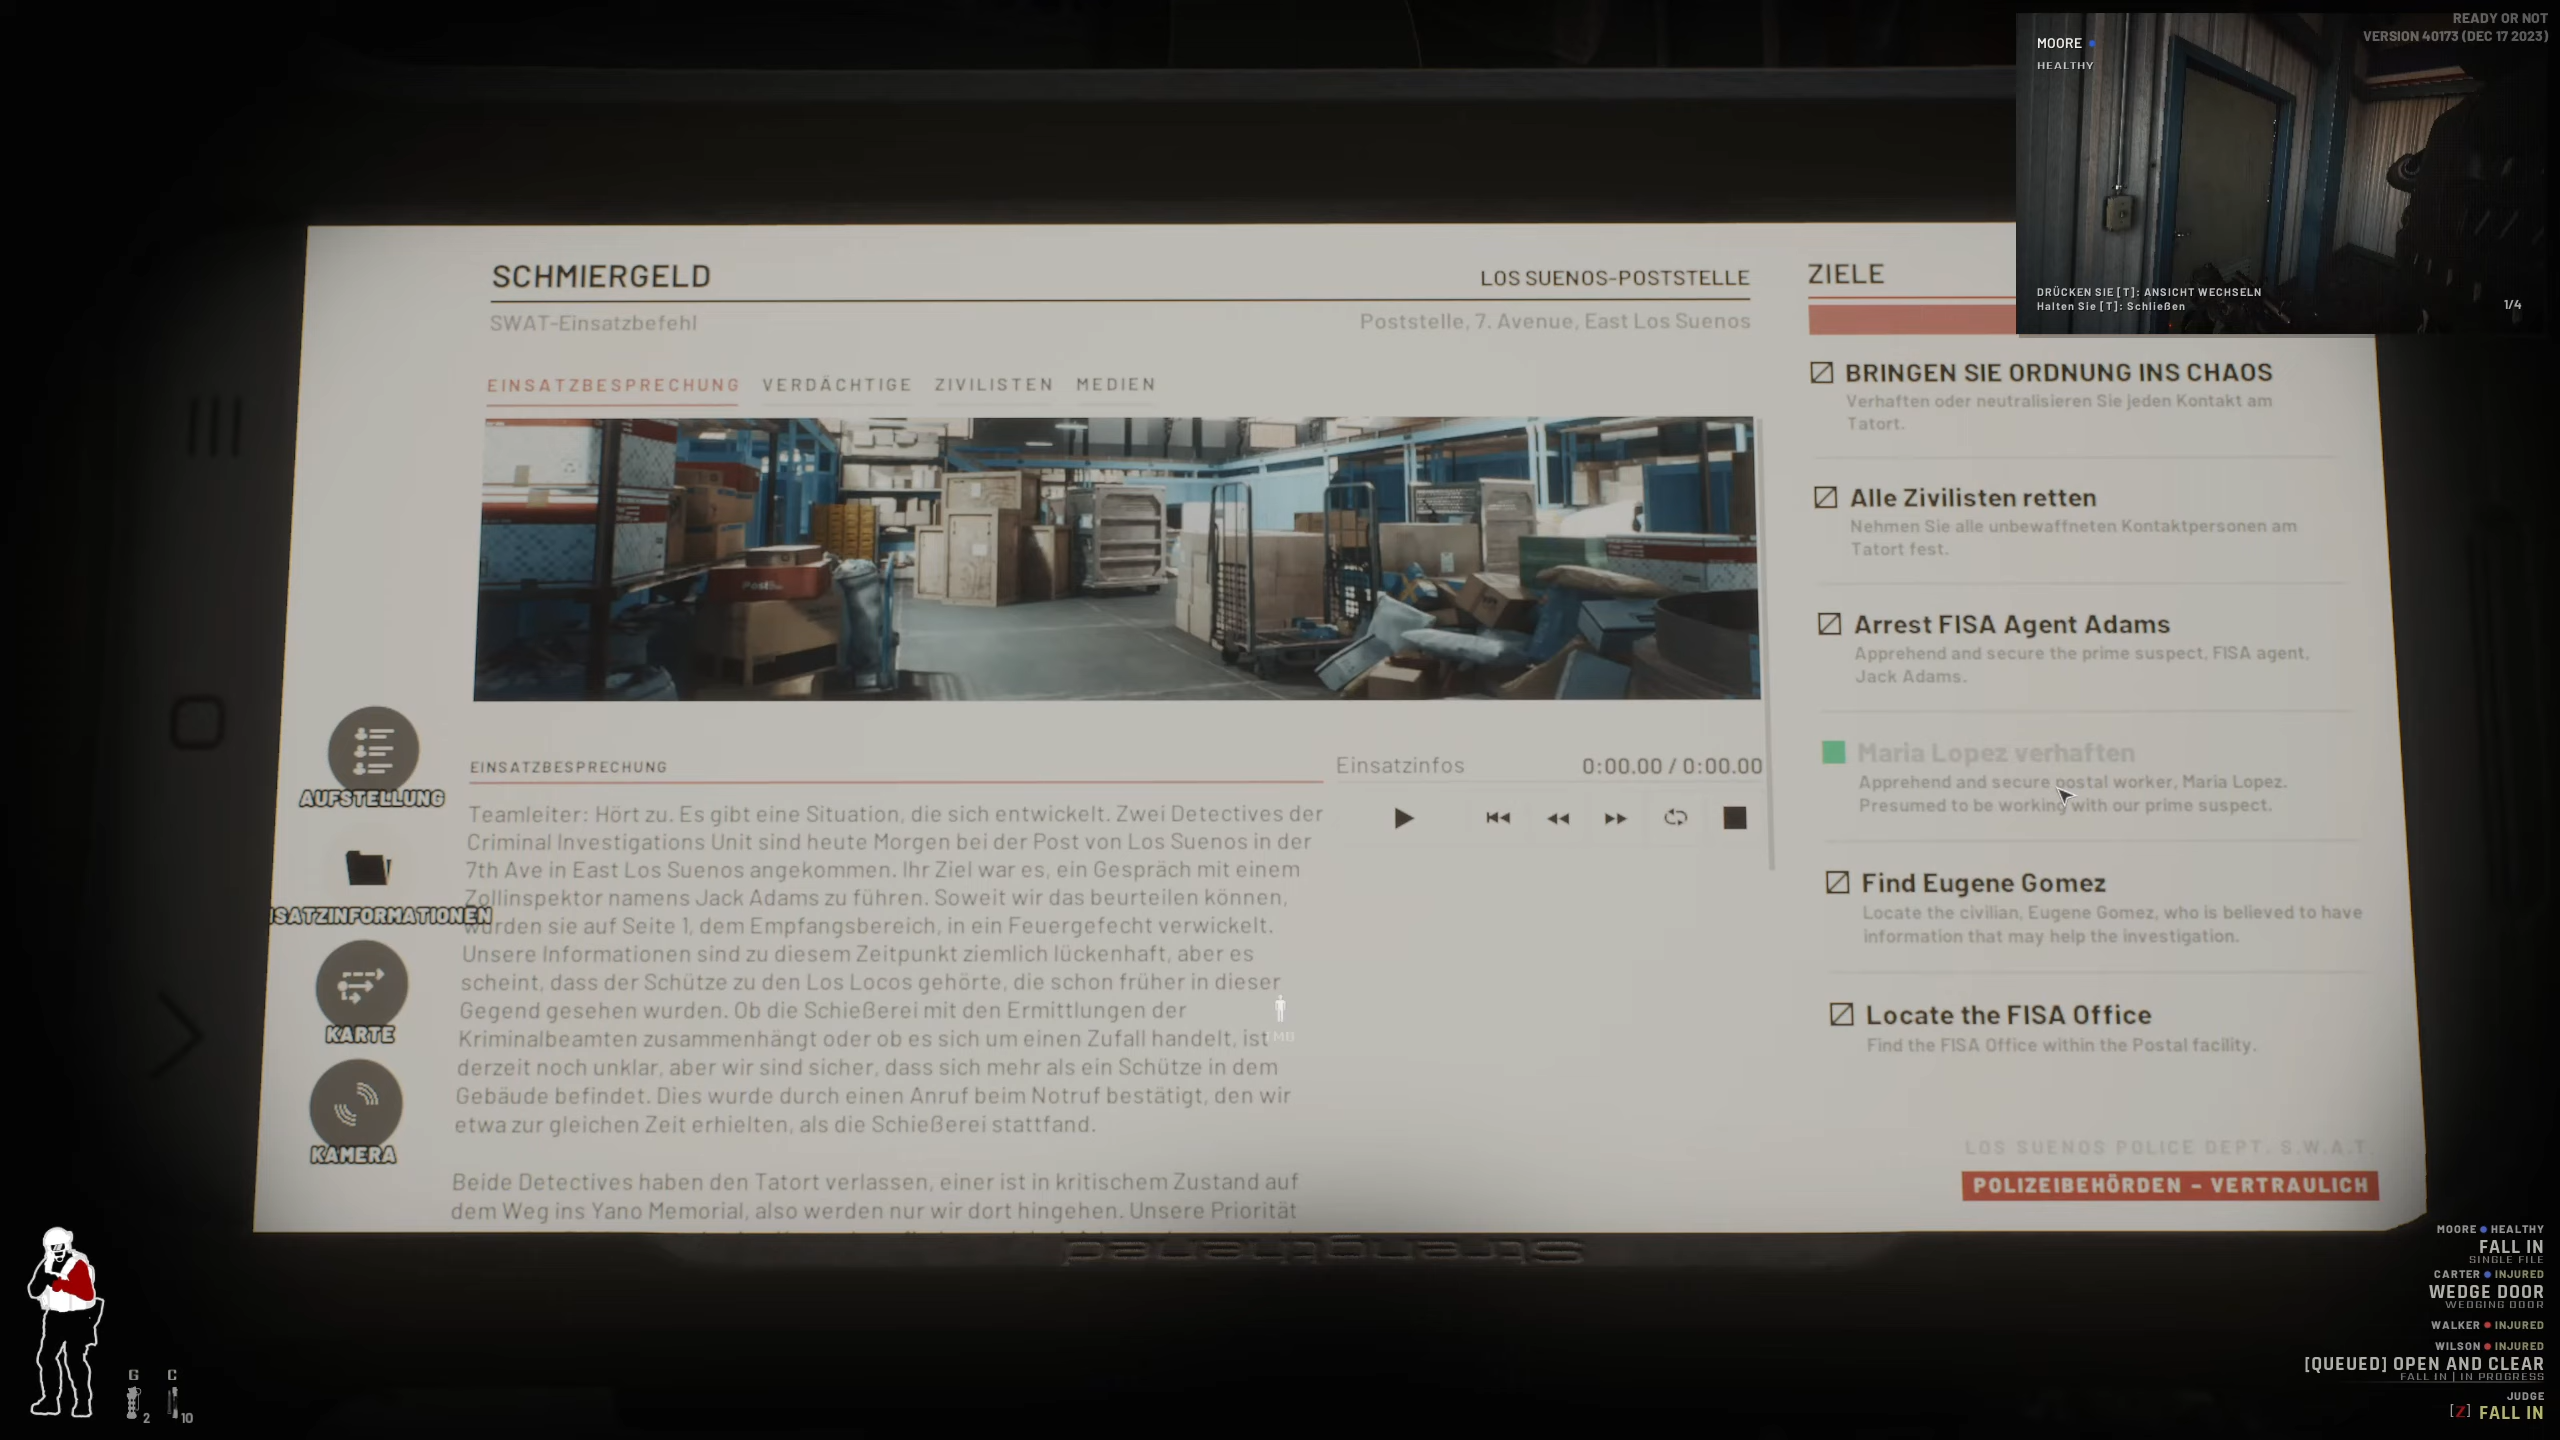 READY OR NOT
VERSION 40173 (DEC 17 2023)
MOORE
HEALTHY
DRÜCKEN SIE [T]: ANSICHT WECHSELN
Halten Sie [T]: Schließen
1/4
SCHMIERGELD
LOS SUENOS-POSTSTELLE
SWAT-Einsatzbefehl
Poststelle, 7. Avenue, East Los Suenos
EINSATZBESPRECHUNG
VERDÄCHTIGE
ZIVILISTEN
MEDIEN
EINSATZBESPRECHUNG
Teamleiter: Hört zu. Es gibt eine Situation, die sich entwickelt. Zwei Detectives der
Criminal Investigations Unit sind heute Morgen bei der Post von Los Suenos in der
7th Ave in East Los Suenos angekommen. Ihr Ziel war es, ein Gespräch mit einem
Zollinspektor namens Jack Adams zu führen. Soweit wir das beurteilen können,
wurden sie auf Seite 1, dem Empfangsbereich, in ein Feuergefecht verwickelt.
Unsere Informationen sind zu diesem Zeitpunkt ziemlich lückenhaft, aber es
scheint, dass der Schütze zu den Los Locos gehörte, die schon früher in dieser
Gegend gesehen wurden. Ob die Schießerei mit den Ermittlungen der
Kriminalbeamten zusammenhängt oder ob es sich um einen Zufall handelt, ist
derzeit noch unklar, aber wir sind sicher, dass sich mehr als ein Schütze in dem
Gebäude befindet. Dies wurde durch einen Anruf beim Notruf bestätigt, den wir
etwa zur gleichen Zeit erhielten, als die Schießerei stattfand.
Beide Detectives haben den Tatort verlassen, einer ist in kritischem Zustand auf
dem Weg ins Yano Memorial, also werden nur wir dort hingehen. Unsere Priorität
Einsatzinfos
0:00.00 / 0:00.00
AUFSTELLUNG
SATZINFORMATIONEN
KARTE
KAMERA
ZIELE
BRINGEN SIE ORDNUNG INS CHAOS
Verhaften oder neutralisieren Sie jeden Kontakt am
Tatort.
Alle Zivilisten retten
Nehmen Sie alle unbewaffneten Kontaktpersonen am
Tatort fest.
Arrest FISA Agent Adams
Apprehend and secure the prime suspect, FISA agent,
Jack Adams.
Maria Lopez verhaften
Apprehend and secure postal worker, Maria Lopez.
Presumed to be working with our prime suspect.
Find Eugene Gomez
Locate the civilian, Eugene Gomez, who is believed to have
information that may help the investigation.
Locate the FISA Office
Find the FISA Office within the Postal facility.
LOS SUENOS POLICE DEPT. S.W.A.T.
POLIZEIBEHÖRDEN - VERTRAULICH
MOORE HEALTHY
FALL IN
SINGLE FILE
CARTER INJURED
WEDGE DOOR
WEDGING DOOR
WALKER INJURED
WILSON INJURED
[QUEUED] OPEN AND CLEAR
FALL IN | IN PROGRESS
JUDGE
[Z] FALL IN
G
C
2
10